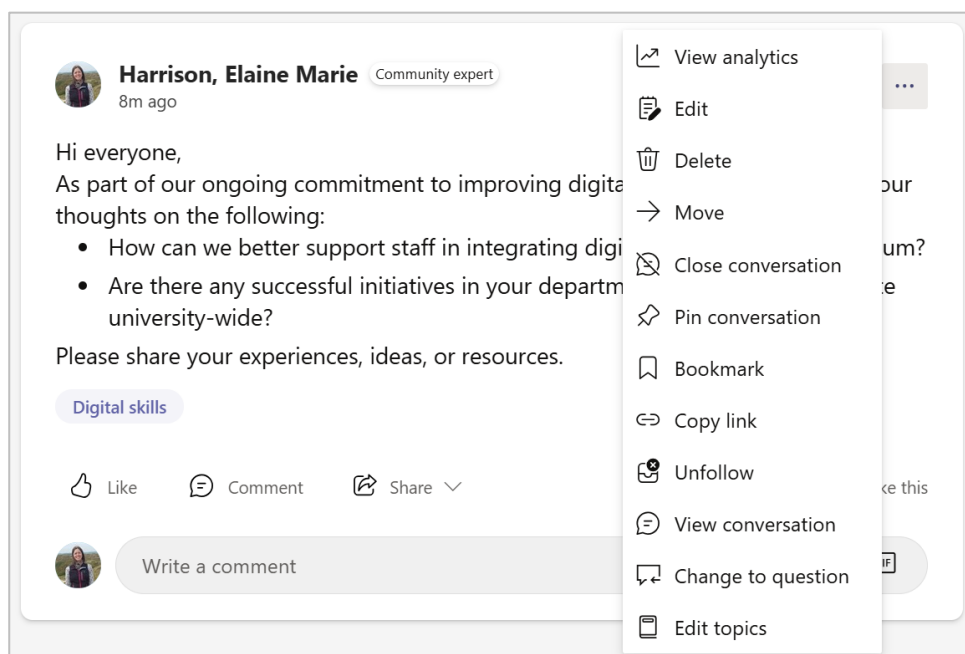 Harrison, Elaine Marie Community expert
8m ago
Hi everyone,
As part of our ongoing commitment to improving digita our
thoughts on the following:
• How can we better support staff in integrating digi um?
• Are there any successful initiatives in your departm te
university-wide?
Please share your experiences, ideas, or resources.
Digital skills
Like Comment Share ke this
Write a comment
View analytics
Edit
Delete
Move
Close conversation
Pin conversation
Bookmark
Copy link
Unfollow
View conversation
Change to question
Edit topics